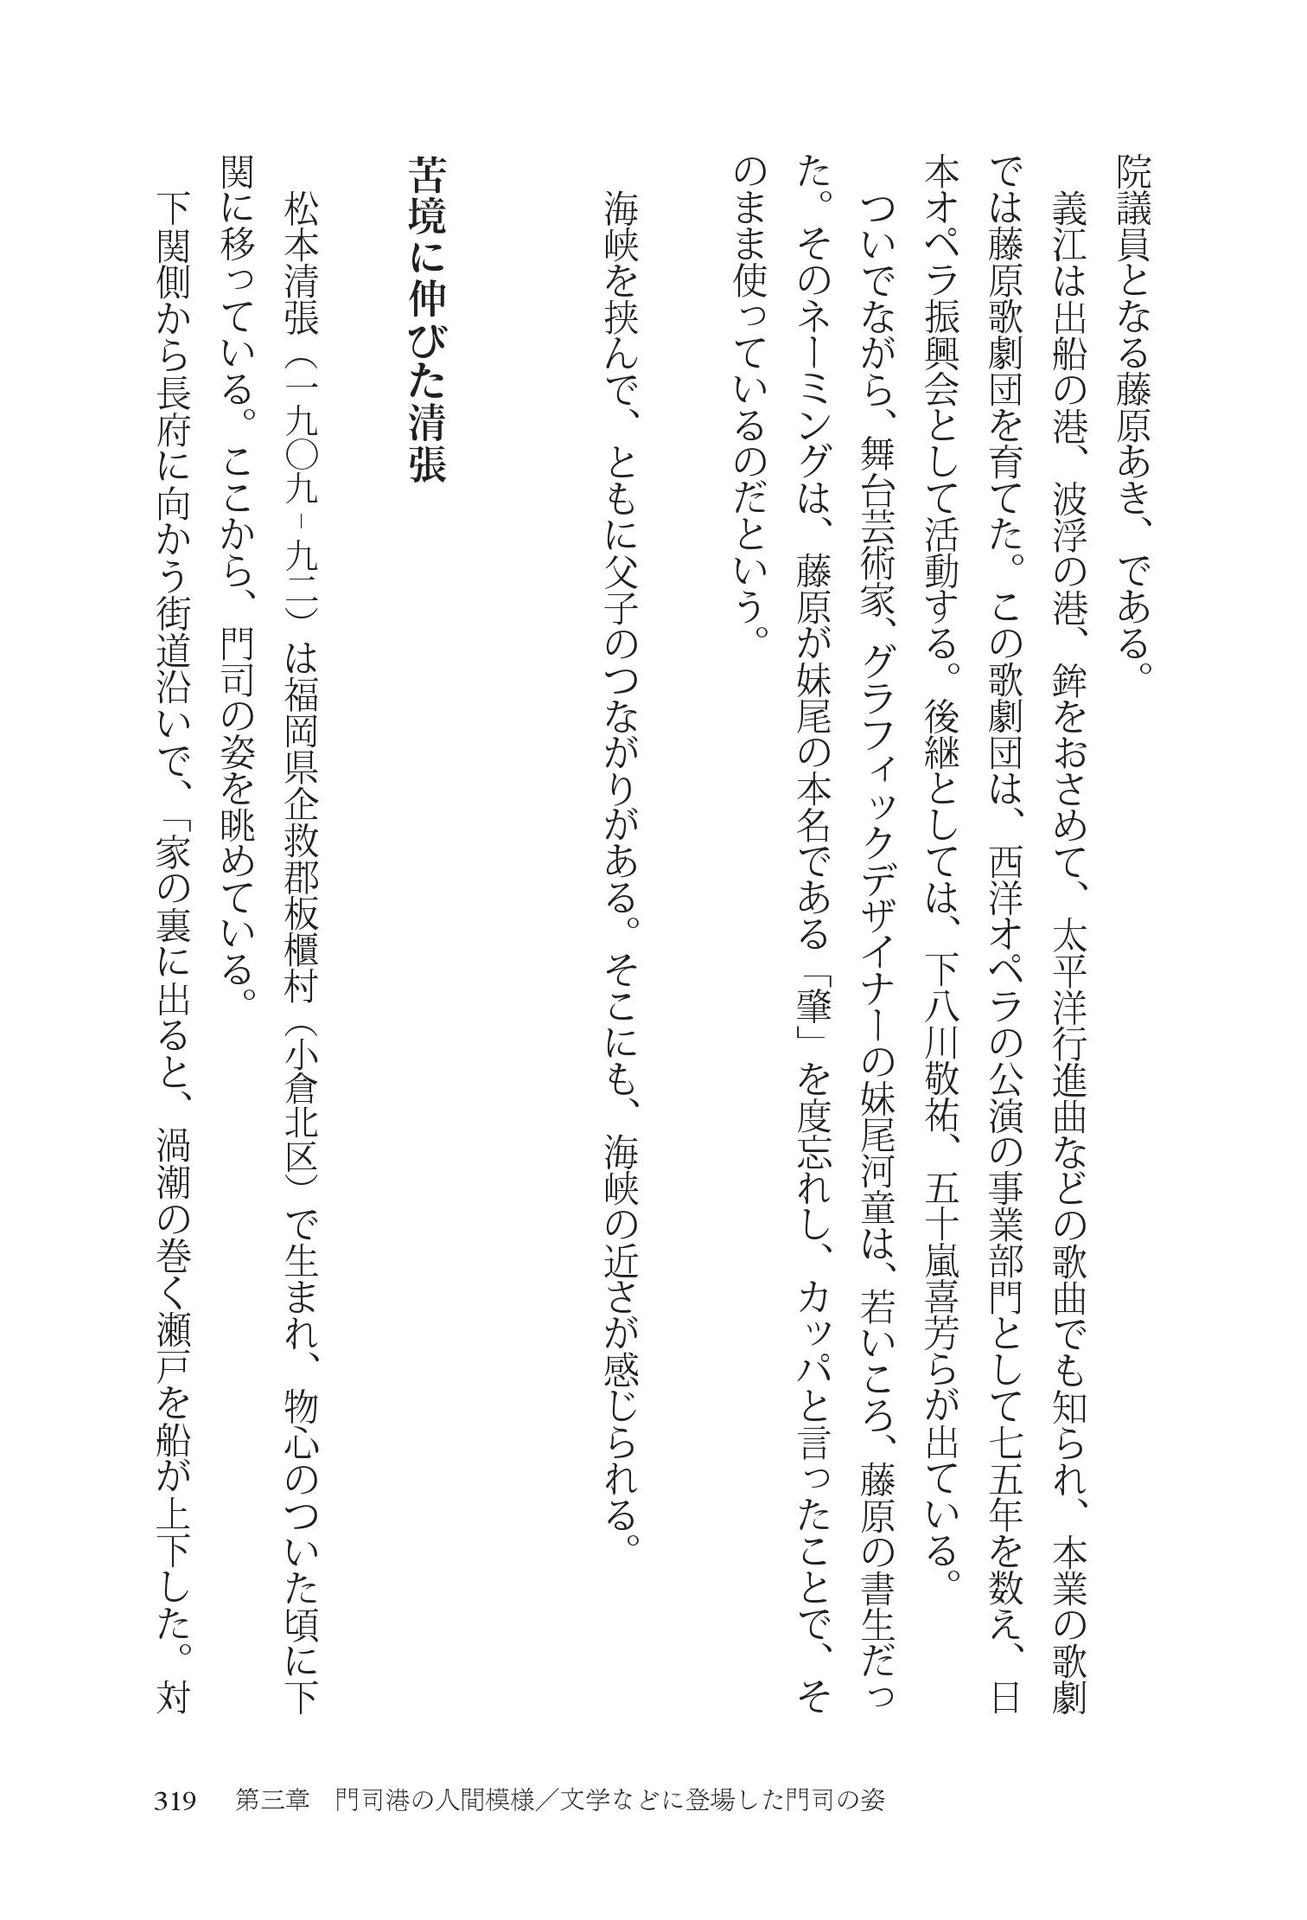 院議員となる藤原あき、である。
　義江は出船の港、波浮の港、鉾をおさめて、太平洋行進曲などの歌曲でも知られ、本業の歌劇
では藤原歌劇団を育てた。この歌劇団は、西洋オペラの公演の事業部門として七五年を数え、日
本オペラ振興会として活動する。後継としては、下八川敬祐、五十嵐喜芳らが出ている。
　ついでながら、舞台芸術家、グラフィックデザイナーの妹尾河童は、若いころ、藤原の書生だっ
た。そのネーミングは、藤原が妹尾の本名である「肇」を度忘れし、カッパと言ったことで、そ
のまま使っているのだという。
　海峡を挟んで、ともに父子のつながりがある。そこにも、海峡の近さが感じられる。
苦境に伸びた清張
　松本清張（一九〇九－九二）は福岡県企救郡板櫃村（小倉北区）で生まれ、物心のついた頃に下
関に移っている。ここから、門司の姿を眺めている。
　下関側から長府に向かう街道沿いで、「家の裏に出ると、渦潮の巻く瀬戸を船が上下した。対
319　第三章　門司港の人間模様／文学などに登場した門司の姿